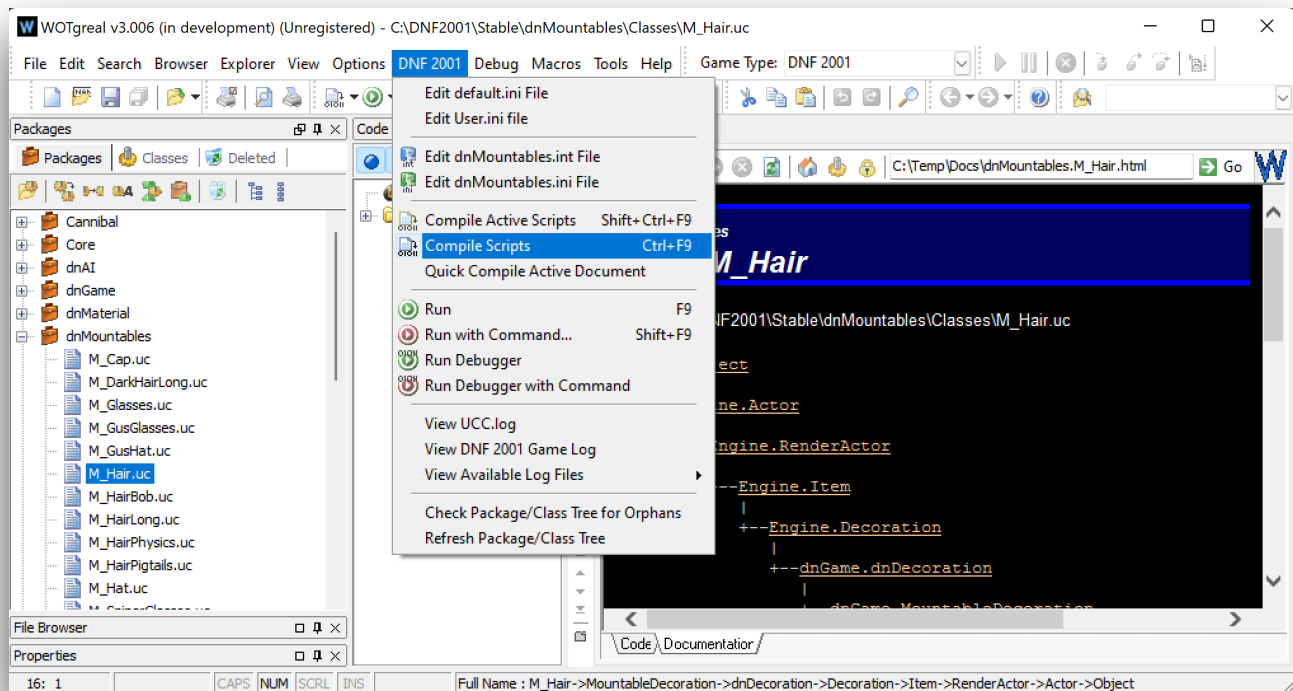 WOTgreal v3.006 (in development) (Unregistered) - C:\DNF2001\Stable\dnMountables\Classes\M_Hair.uc
File Edit Search Browser Explorer View Options DNF 2001 Debug Macros Tools Help Game Type: DNF 2001
Packages
Code
Packages Classes Deleted
Cannibal
Core
dnAI
dnGame
dnMaterial
dnMountables
M_Cap.uc
M_DarkHairLong.uc
M_Glasses.uc
M_GusGlasses.uc
M_GusHat.uc
M_Hair.uc
M_HairBob.uc
M_HairLong.uc
M_HairPhysics.uc
M_HairPigtails.uc
M_Hat.uc
File Browser
Properties
Edit default.ini File
Edit User.ini file
Edit dnMountables.int File
Edit dnMountables.ini File
Compile Active Scripts Shift+Ctrl+F9
Compile Scripts Ctrl+F9
Quick Compile Active Document
Run F9
Run with Command... Shift+F9
Run Debugger
Run Debugger with Command
View UCC.log
View DNF 2001 Game Log
View Available Log Files
Check Package/Class Tree for Orphans
Refresh Package/Class Tree
C:\Temp\Docs\dnMountables.M_Hair.html Go
es
M_Hair
NF2001\Stable\dnMountables\Classes\M_Hair.uc
ect
ne.Actor
ngine.RenderActor
--Engine.Item
|
+--Engine.Decoration
|
+--dnGame.dnDecoration
|
+--dnGame.MountableDecoration
Code Documentation
16: 1 CAPS NUM SCRL INS Full Name : M_Hair->MountableDecoration->dnDecoration->Decoration->Item->RenderActor->Actor->Object